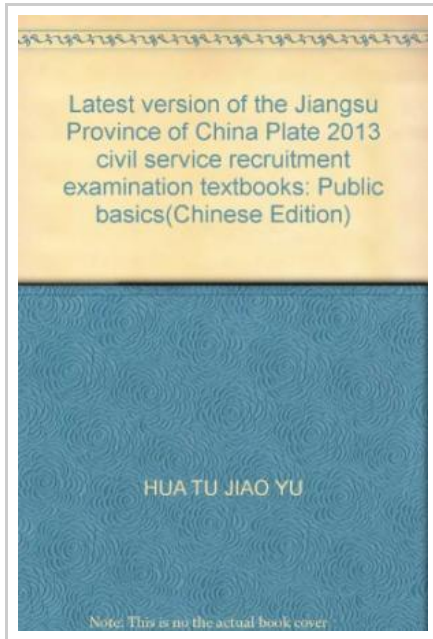 Latest version of the Jiangsu
Province of China Plate 2013
civil service recruitment
examination textbooks: Public
basics(Chinese Edition)
HUA TU JIAO YU
Note: This is no the actual book cover